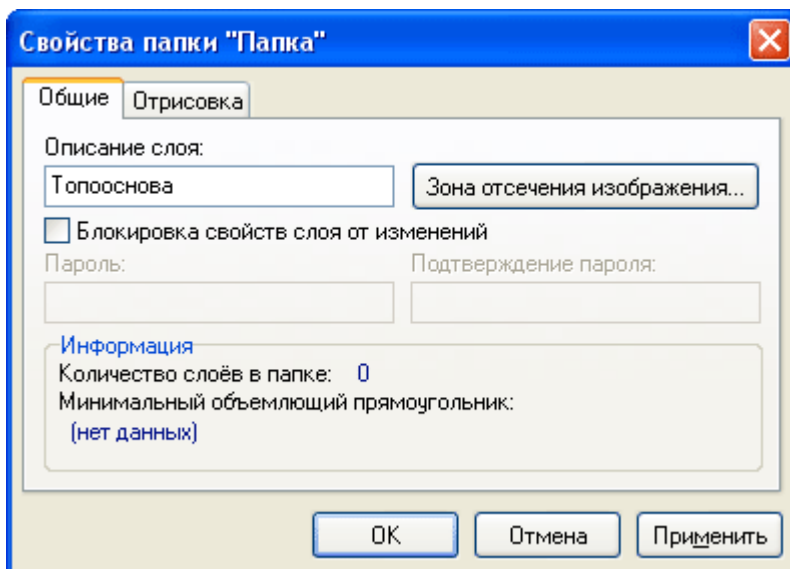 Свойства папки "Папка"
Общие Отрисовка
Описание слоя:
Топооснова Зона отсечения изображения...
Блокировка свойств слоя от изменений
Пароль: Подтверждение пароля:
Информация
Количество слоёв в папке: 0
Минимальный объемлющий прямоугольник:
(нет данных)
OK Отмена Применить